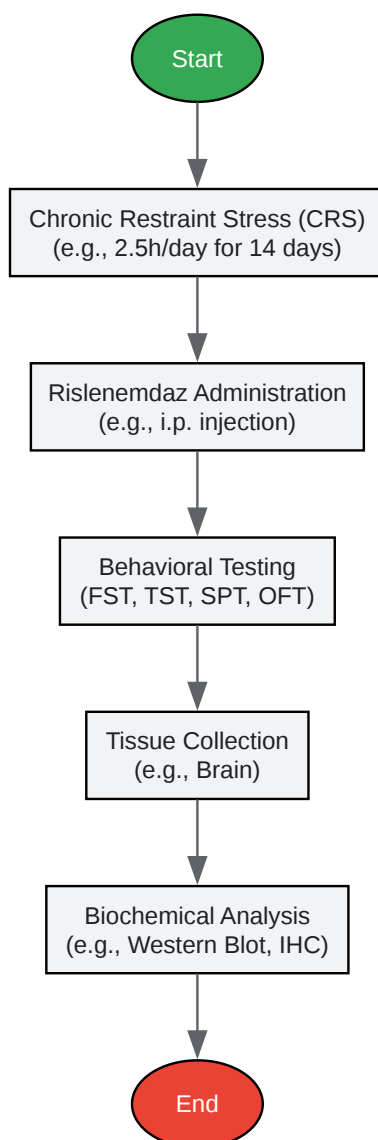 Start
Chronic Restraint Stress (CRS)
(e.g., 2.5h/day for 14 days)
Rislenemdaz Administration
(e.g., i.p. injection)
Behavioral Testing
(FST, TST, SPT, OFT)
Tissue Collection
(e.g., Brain)
Biochemical Analysis
(e.g., Western Blot, IHC)
End